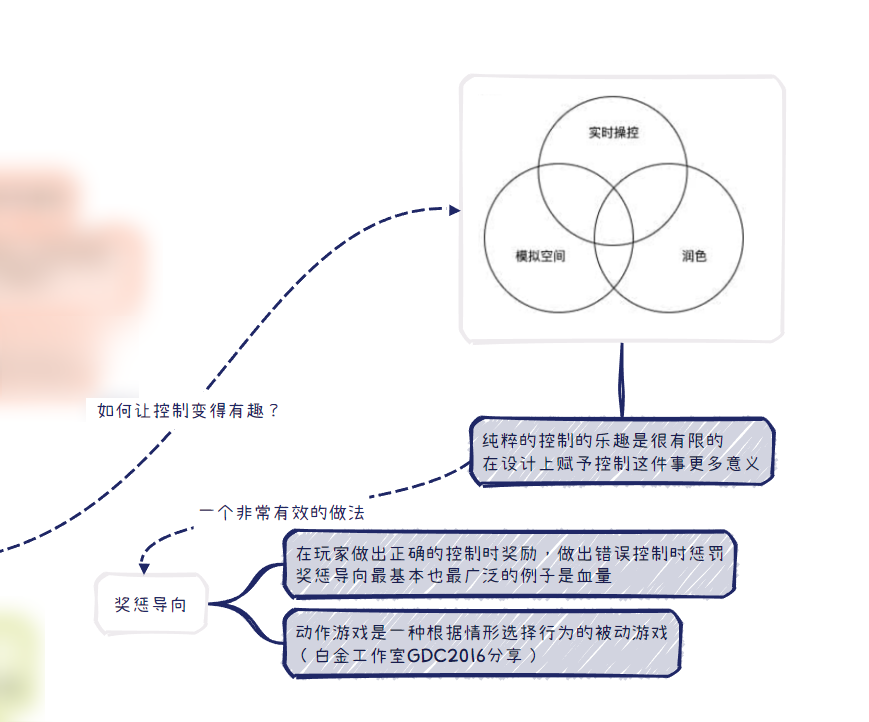 实时操控
模拟空间
润色
如何让控制变得有趣？
纯粹的控制的乐趣是很有限的
在设计上赋予控制这件事更多意义
一个非常有效的做法
在玩家做出正确的控制时奖励，做出错误控制时惩罚
奖惩导向最基本也最广泛的例子是血量
奖惩导向
动作游戏是一种根据情形选择行为的被动游戏
（白金工作室GDC2016分享）